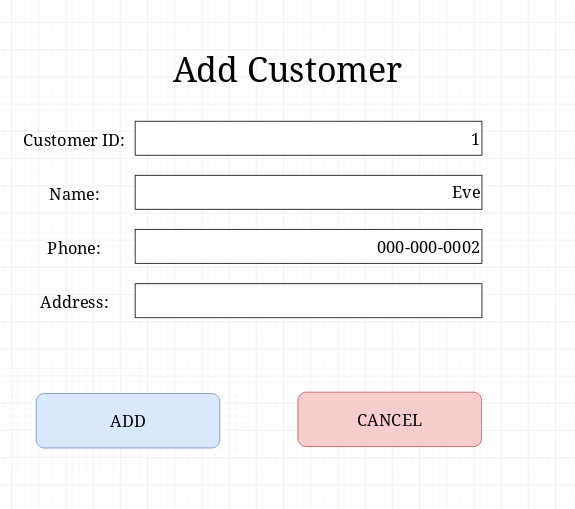 Add Customer
Customer ID: 1
Name: Eve
Phone: 000-000-0002
Address:
ADD CANCEL